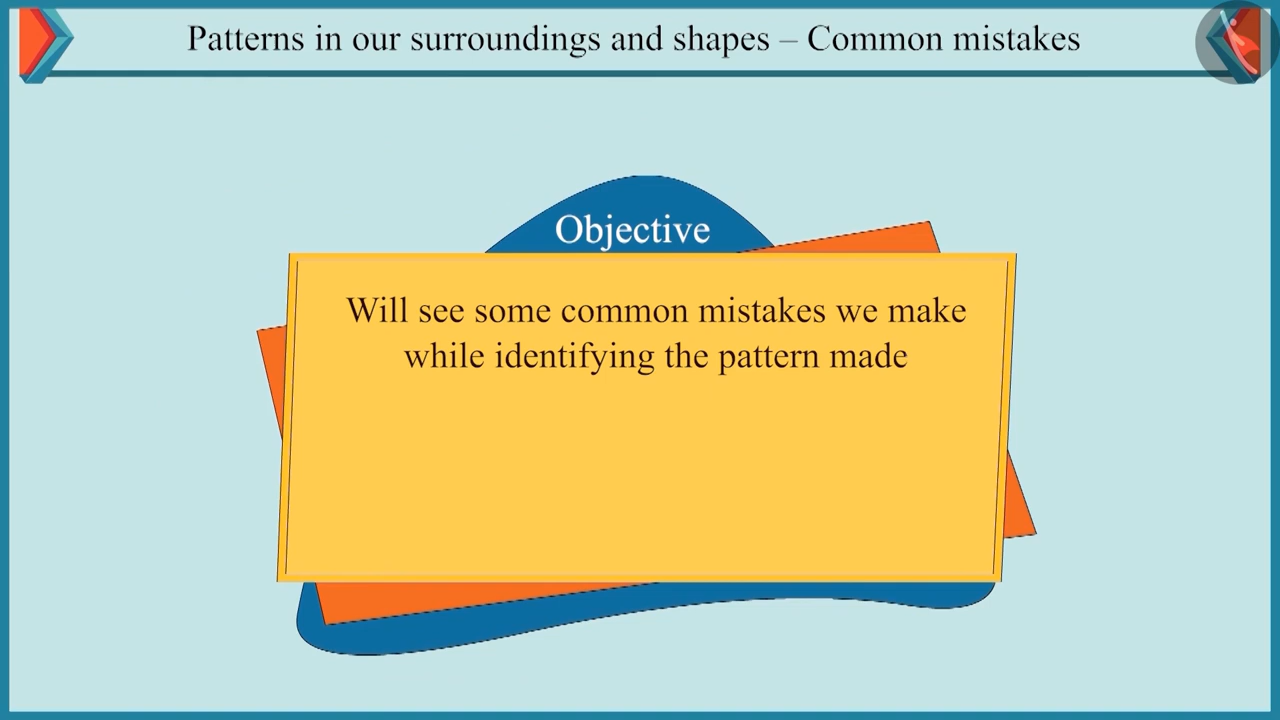 Patterns in our surroundings and shapes – Common mistakes
Objective
Will see some common mistakes we make
while identifying the pattern made